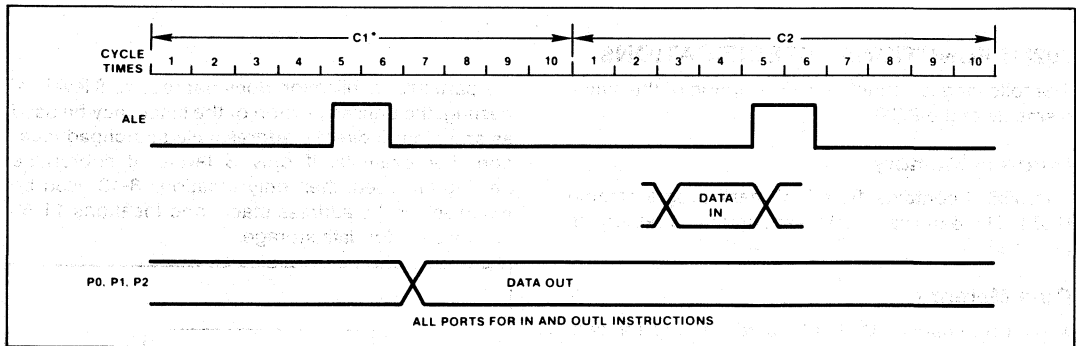 C1* C2
CYCLE TIMES 1 2 3 4 5 6 7 8 9 10 1 2 3 4 5 6 7 8 9 10
ALE
DATA IN
P0. P1. P2 DATA OUT
ALL PORTS FOR IN AND OUTL INSTRUCTIONS